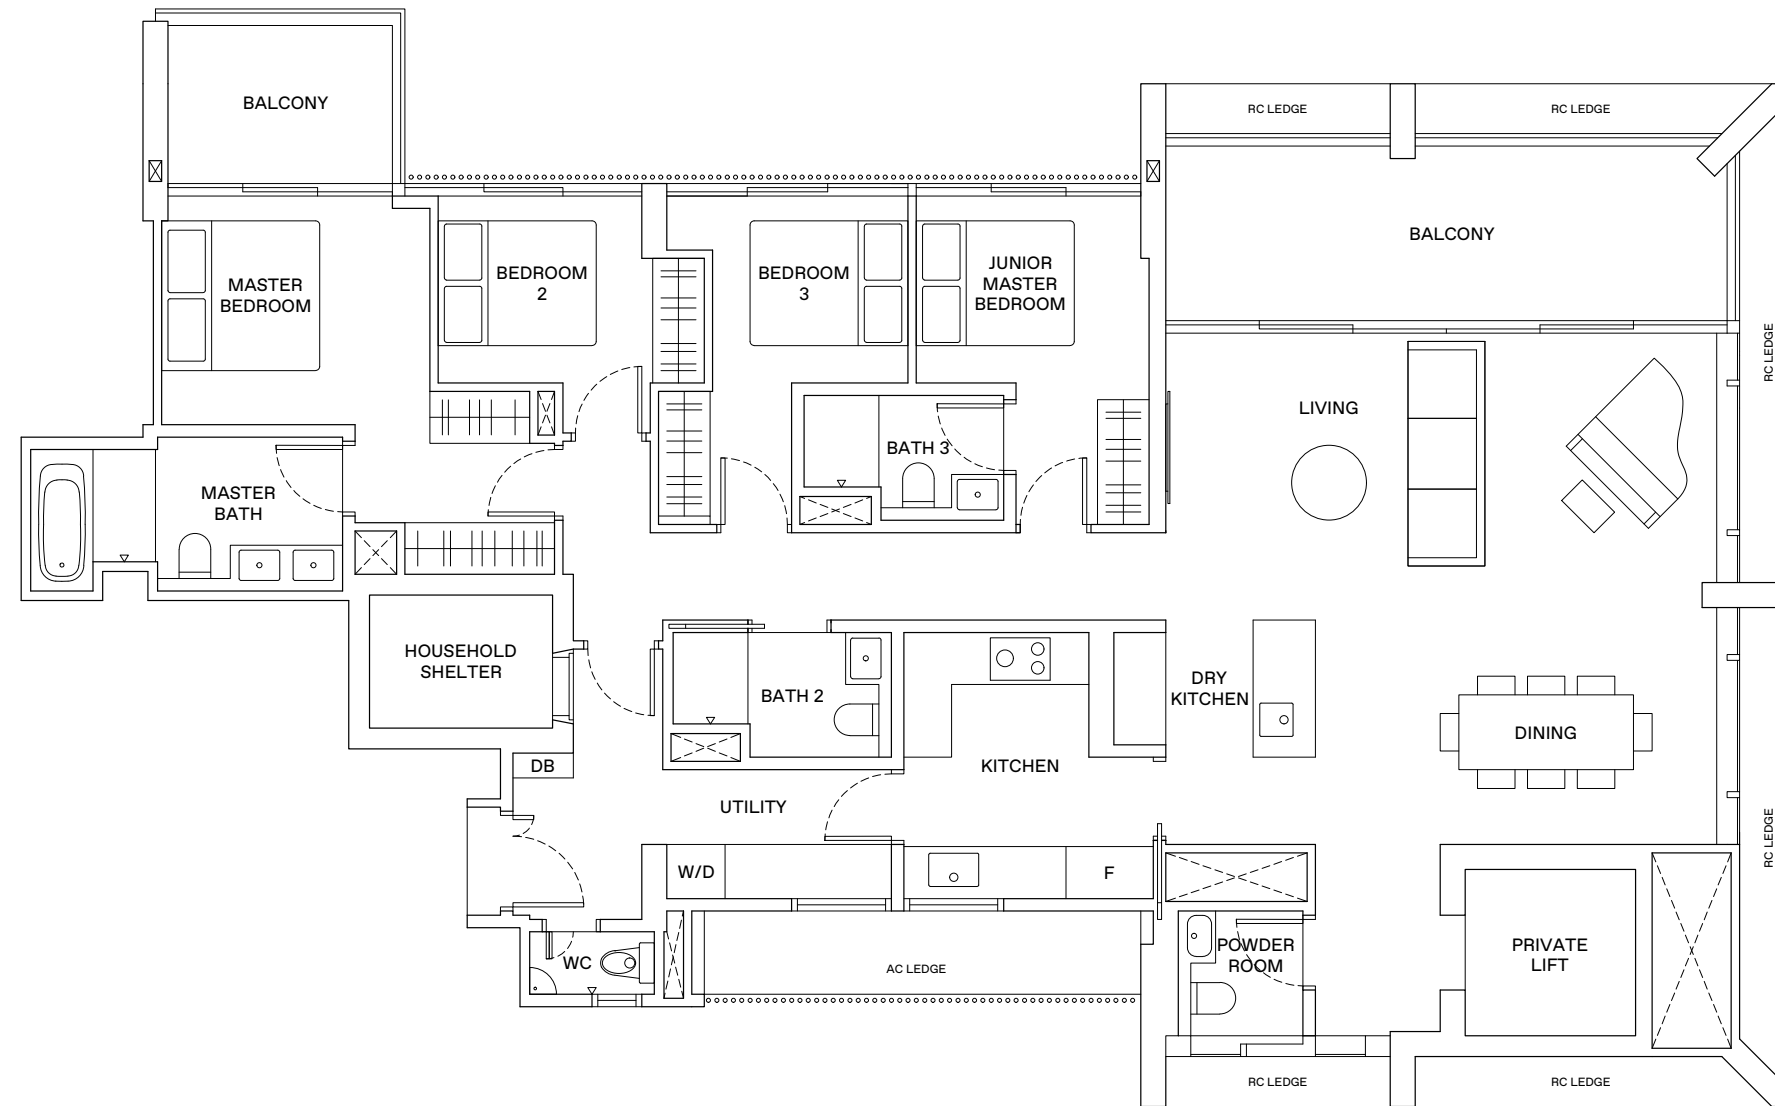 BALCONY
RC LEDGE
RC LEDGE
BALCONY
MASTER
BEDROOM
BEDROOM
2
BEDROOM
3
JUNIOR
MASTER
BEDROOM
RC LEDGE
LIVING
BATH 3
MASTER
BATH
HOUSEHOLD
SHELTER
BATH 2
DRY
KITCHEN
DINING
DB
KITCHEN
UTILITY
RC LEDGE
W/D
F
WC
AC LEDGE
POWDER
ROOM
PRIVATE
LIFT
RC LEDGE
RC LEDGE